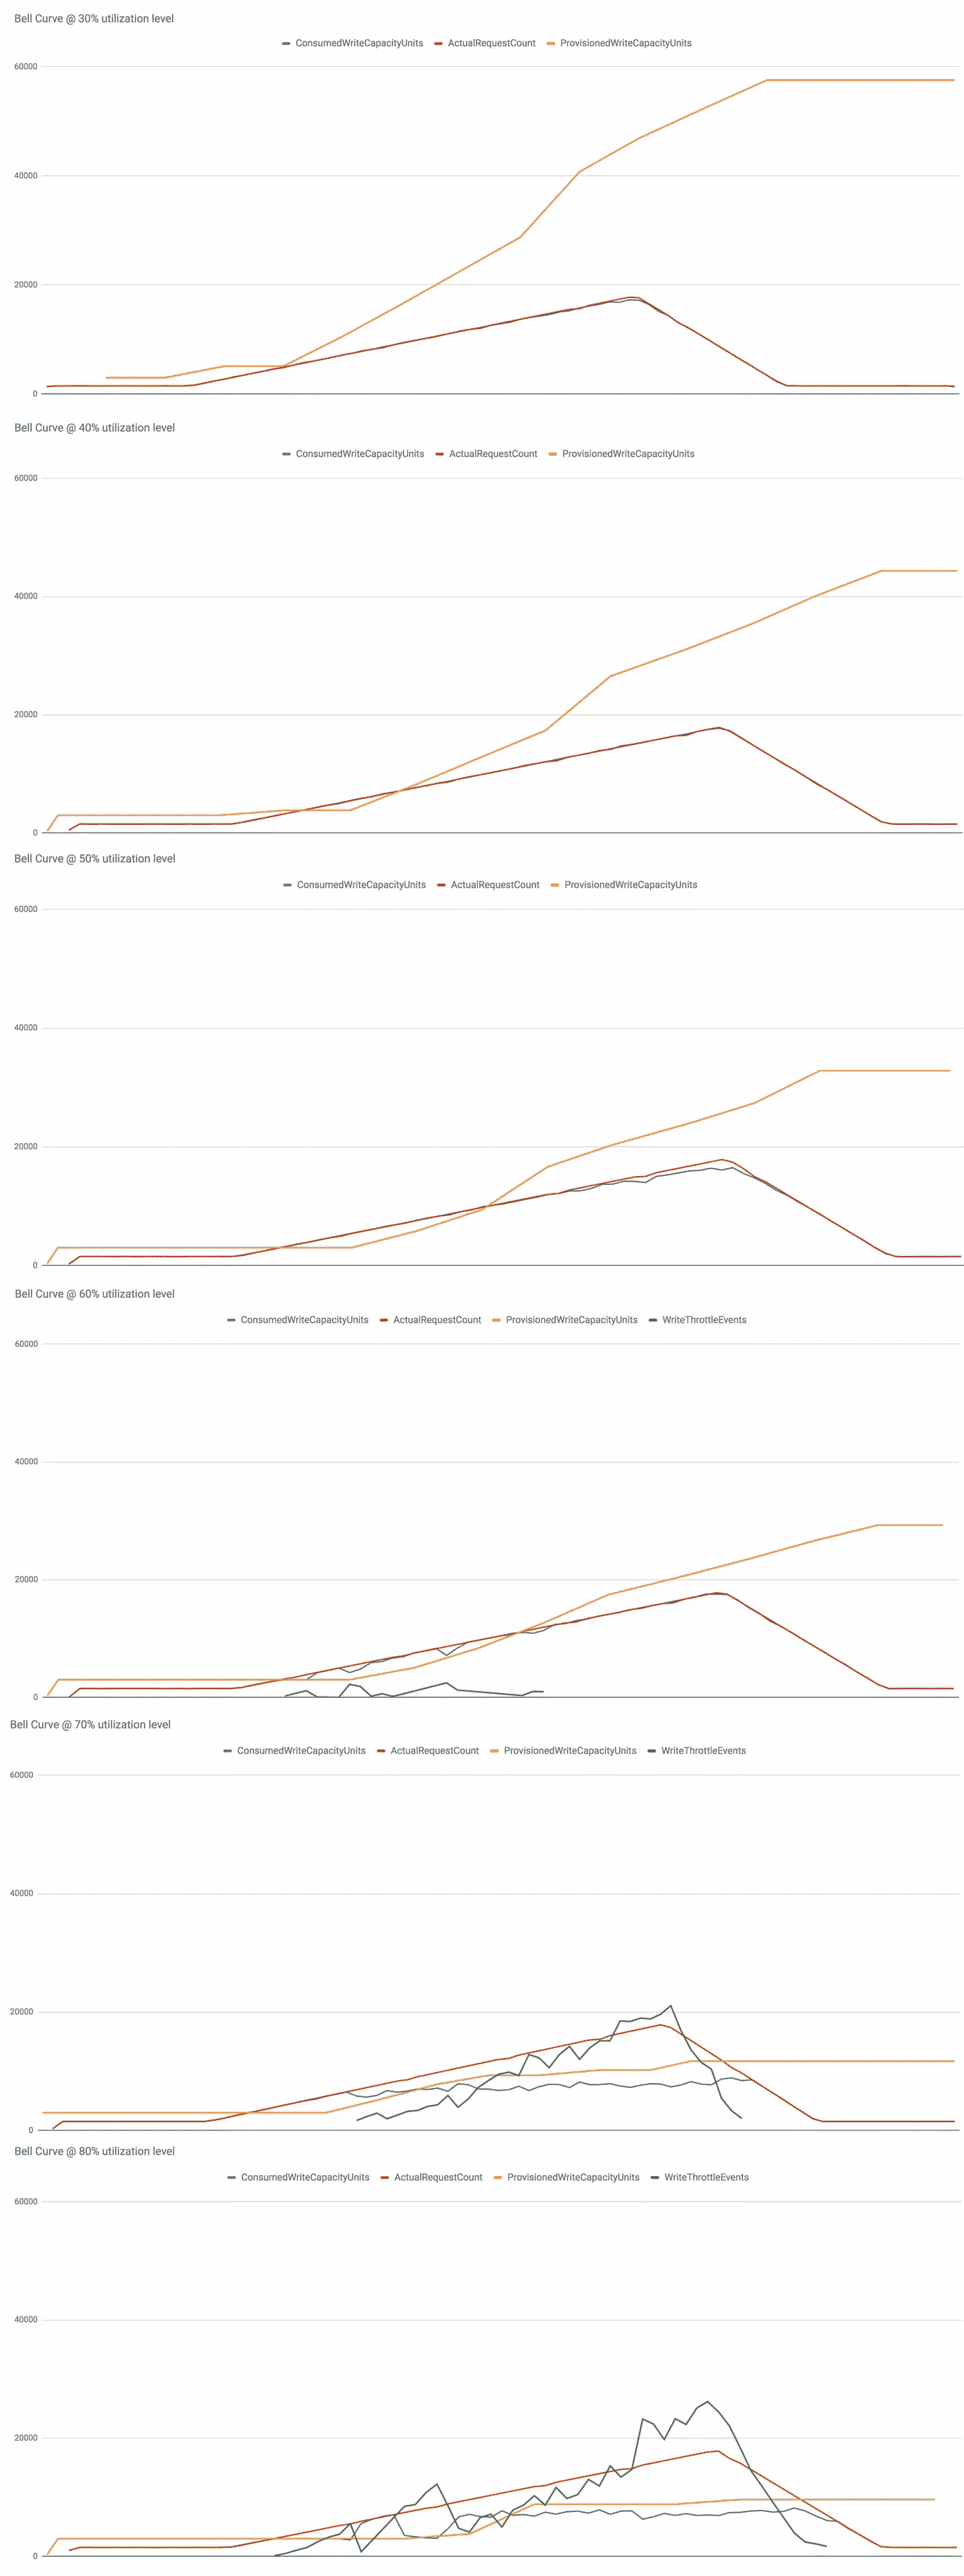 Bell Curve @ 30% utilization level
ConsumedWriteCapacityUnits ActualRequestCount ProvisionedWriteCapacityUnits
60000
40000
20000
0
Bell Curve @ 40% utilization level
ConsumedWriteCapacityUnits ActualRequestCount ProvisionedWriteCapacityUnits
60000
40000
20000
0
Bell Curve @ 50% utilization level
ConsumedWriteCapacityUnits ActualRequestCount ProvisionedWriteCapacityUnits
60000
40000
20000
0
Bell Curve @ 60% utilization level
ConsumedWriteCapacityUnits ActualRequestCount ProvisionedWriteCapacityUnits WriteThrottleEvents
60000
40000
20000
0
Bell Curve @ 70% utilization level
ConsumedWriteCapacityUnits ActualRequestCount ProvisionedWriteCapacityUnits WriteThrottleEvents
60000
40000
20000
0
Bell Curve @ 80% utilization level
ConsumedWriteCapacityUnits ActualRequestCount ProvisionedWriteCapacityUnits WriteThrottleEvents
60000
40000
20000
0